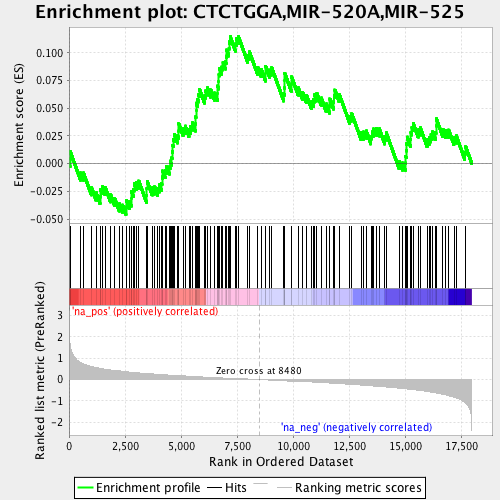 Enrichment plot: CTCTGGA,MIR-520A,MIR-525
Enrichment score (ES)
0.100
0.075
0.050
0.025
0.000
-0.025
-0.050
'na_pos' (positively correlated)
Ranked list metric (PreRanked)
3
2
1
0
-1
-2
Zero cross at 8480
'na_neg' (negatively correlated)
0
2,500
5,000
7,500
10,000
12,500
15,000
17,500
Rank in Ordered Dataset
Enrichment profile
Hits
Ranking metric scores